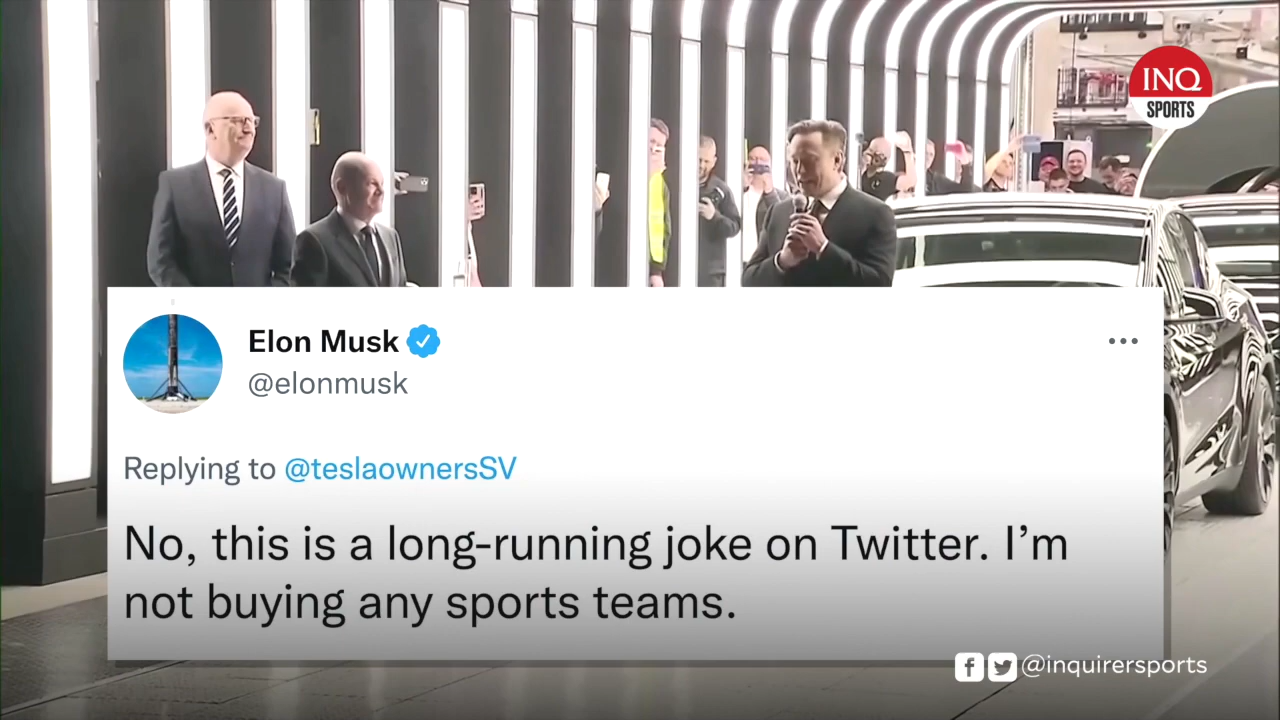 INQ
SPORTS
Elon Musk
@elonmusk
Replying to @teslaownersSV
No, this is a long-running joke on Twitter. I’m
not buying any sports teams.
@inquirersports